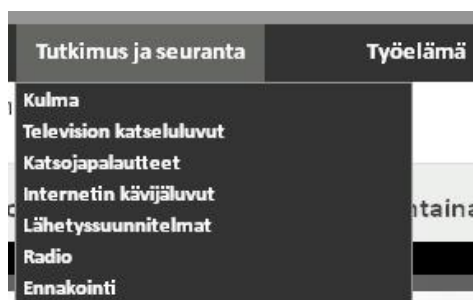 Tutkimus ja seuranta Työelämä
Kulma
Television katseluluvut
Katsojapalautteet
Internetin kävijäluvut
Lähetyssuunnitelmat
Radio
Ennakointi